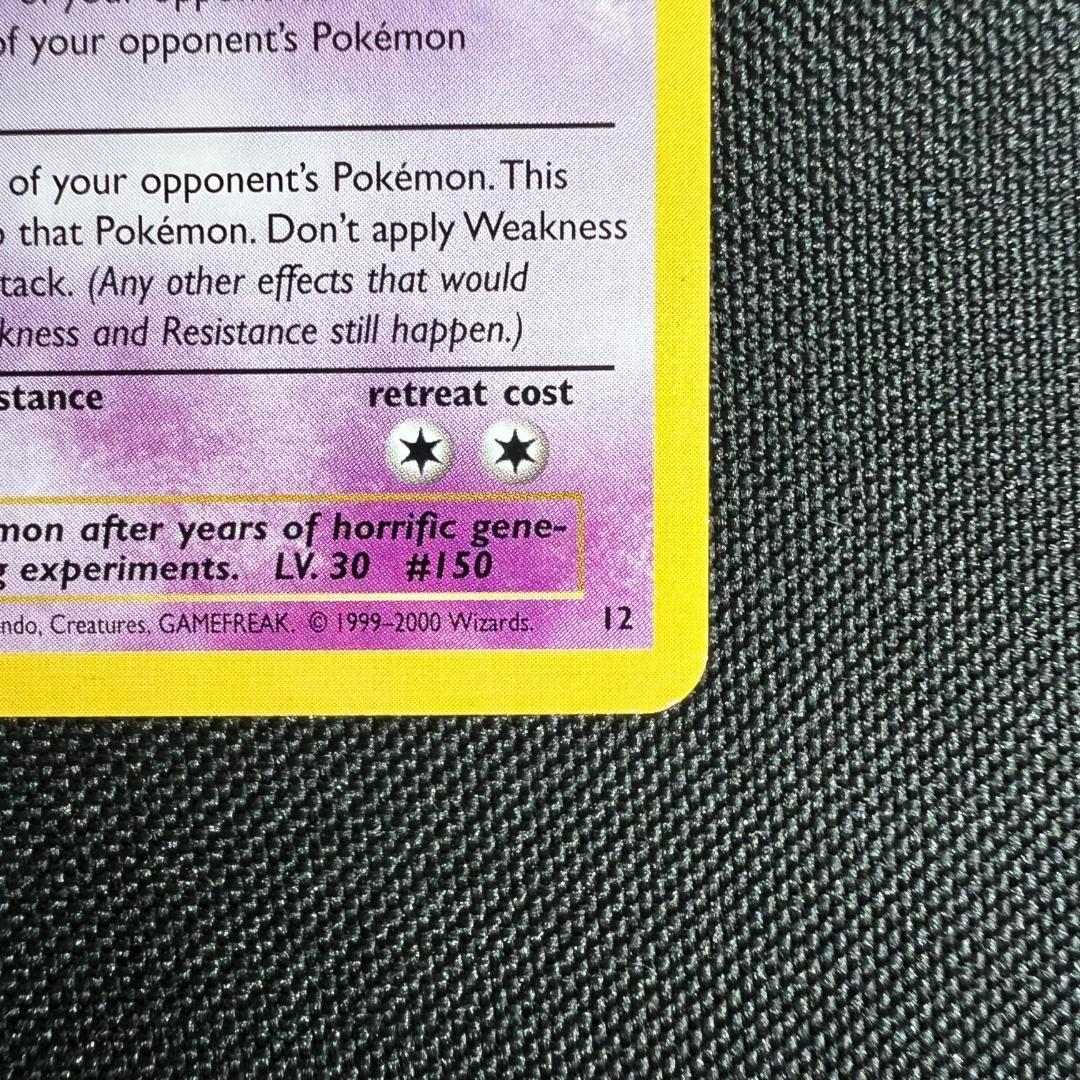 of your opponent's Pokémon
of your opponent's Pokémon. This
that Pokémon. Don't apply Weakness
tack. (Any other effects that would
kness and Resistance still happen.)
stance retreat cost
mon after years of horrific gene-
g experiments. LV. 30 #150
ndo, Creatures, GAMEFREAK. © 1999–2000 Wizards. 12